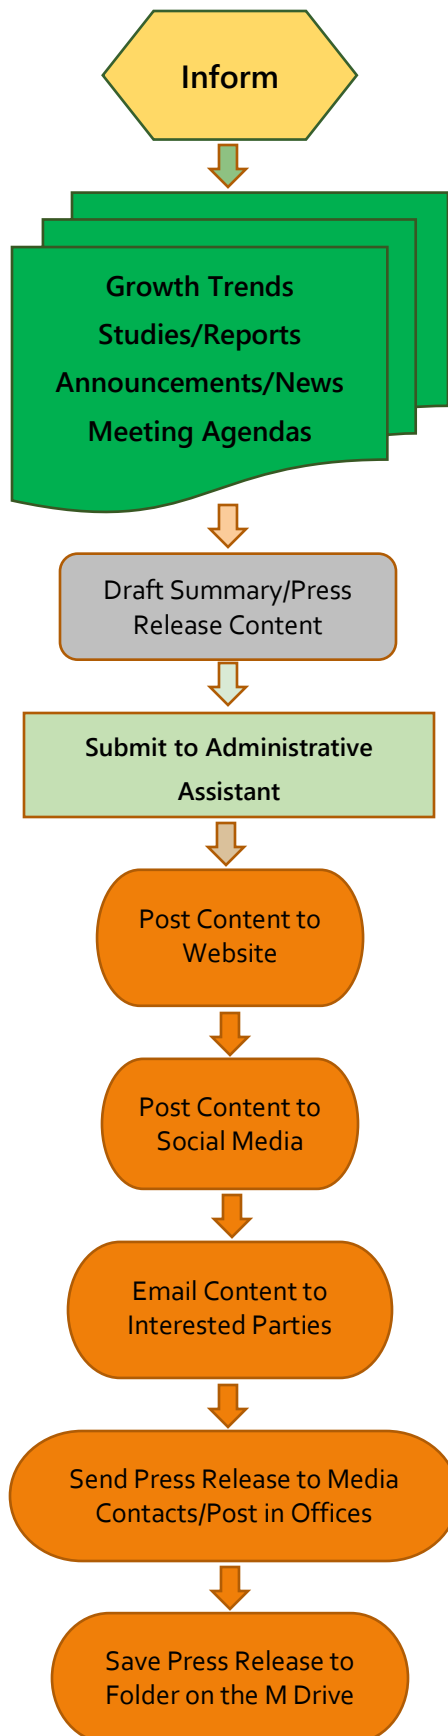 Inform
Growth Trends
Studies/Reports
Announcements/News
Meeting Agendas
Draft Summary/Press
Release Content
Submit to Administrative
Assistant
Post Content to
Website
Post Content to
Social Media
Email Content to
Interested Parties
Send Press Release to Media
Contacts/Post in Offices
Save Press Release to
Folder on the M Drive